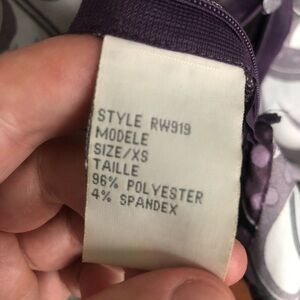 STYLE RW919
MODELE
SIZE/XS
TAILLE
96% POLYESTER
4% SPANDEX